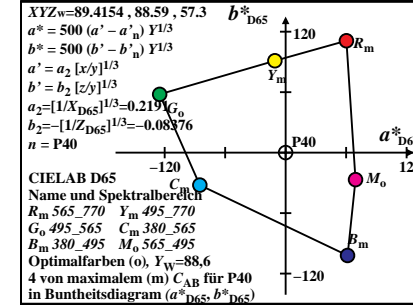 XYZw=89.4154 , 88.59 , 57.3
a* = 500 (a' – a'n) Y1/3
b* = 500 (b' – b'n) Y1/3
a' = a2 [x/y]1/3
b' = b2 [z/y]1/3
a2=[1/XD65]1/3=0.2191
b2=–[1/ZD65]1/3=–0.08376
n = P40
CIELAB D65
Name und Spektralbereich
Rm 565_770 Ym 495_770
Go 495_565 Cm 380_565
Bm 380_495 Mo 565_495
Optimalfarben (o), YW=88,6
4 von maximalem (m) CAB für P40
in Buntheitsdiagram (a*D65, b*D65)
b*D65
120
Rm
Ym
Go
P40
a*D65
–120
Cm
Mo
Bm
–120